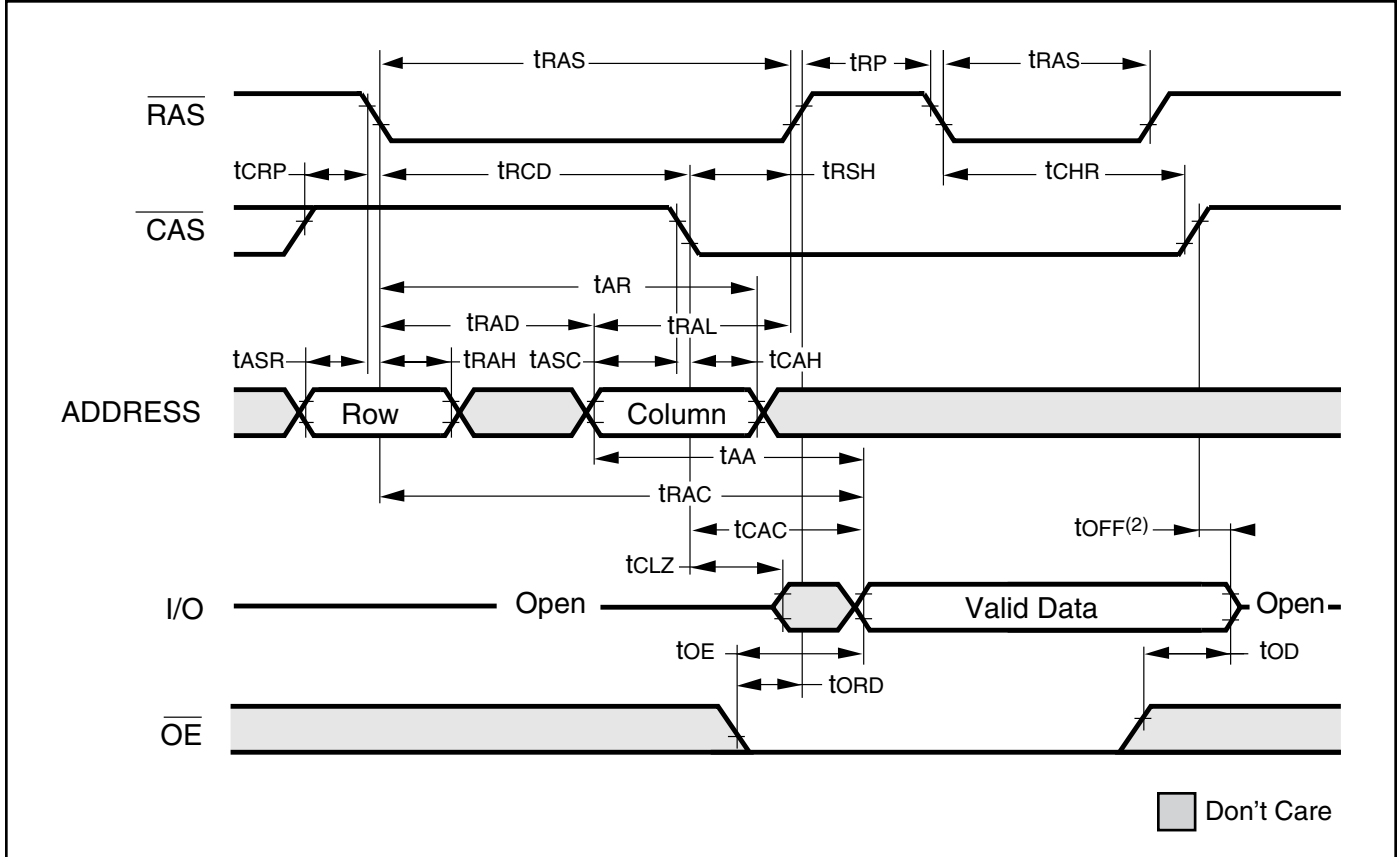 tRAS tRP tRAS
RAS
tCRP tRCD tRSH tCHR
CAS
tAR
tRAD tRAL
tASR tRAH tASC tCAH
ADDRESS Row Column
tAA
tRAC
tCAC tOFF(2)
tCLZ
I/O Open Valid Data Open
tOE tOD
tORD
OE
Don't Care